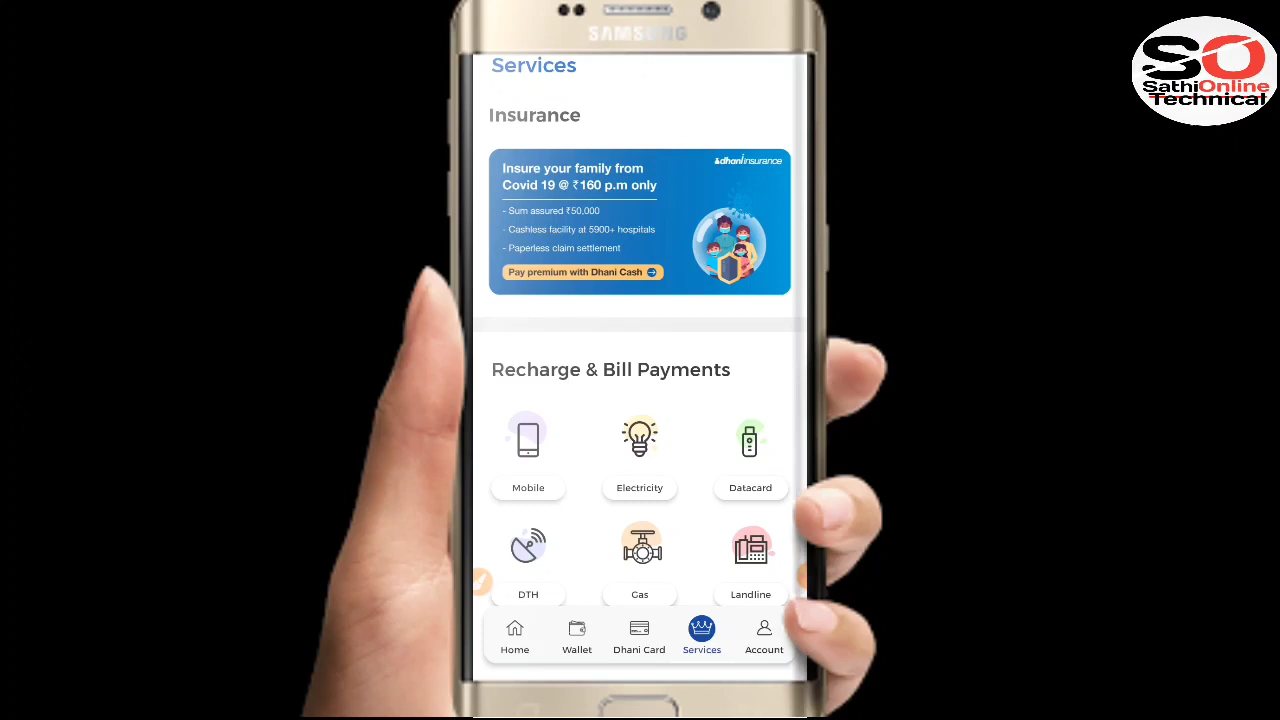 SAMSUNG
SO
SathiOnline
Technical
Services
Insurance
dhani insurance
Insure your family from
Covid 19 @ ₹160 p.m only
- Sum assured ₹50,000
- Cashless facility at 5900+ hospitals
- Paperless claim settlement
Pay premium with Dhani Cash
Recharge & Bill Payments
Mobile
Electricity
Datacard
DTH
Gas
Landline
Home
Wallet
Dhani Card
Services
Account